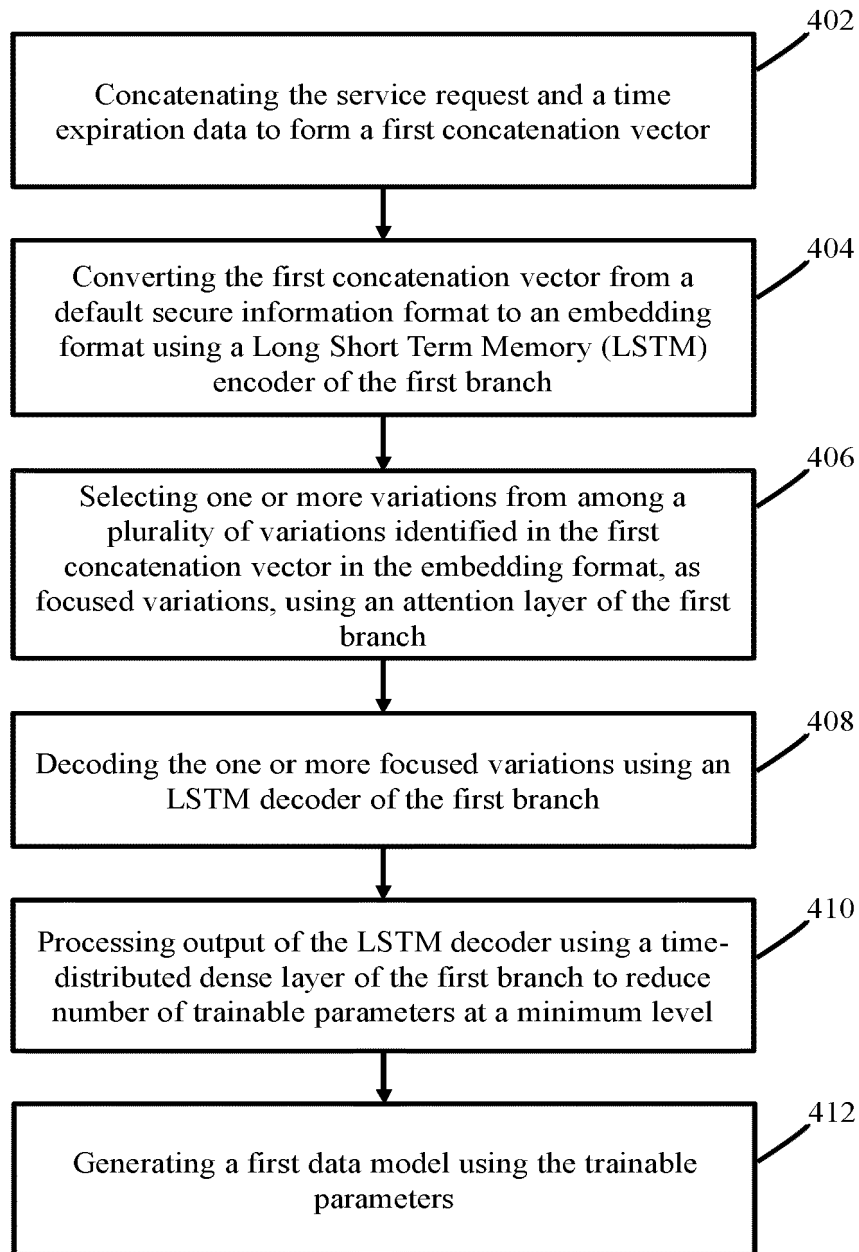 402
Concatenating the service request and a time
expiration data to form a first concatenation vector
404
Converting the first concatenation vector from a
default secure information format to an embedding
format using a Long Short Term Memory (LSTM)
encoder of the first branch
406
Selecting one or more variations from among a
plurality of variations identified in the first
concatenation vector in the embedding format, as
focused variations, using an attention layer of the first
branch
408
Decoding the one or more focused variations using an
LSTM decoder of the first branch
410
Processing output of the LSTM decoder using a time-
distributed dense layer of the first branch to reduce
number of trainable parameters at a minimum level
412
Generating a first data model using the trainable
parameters